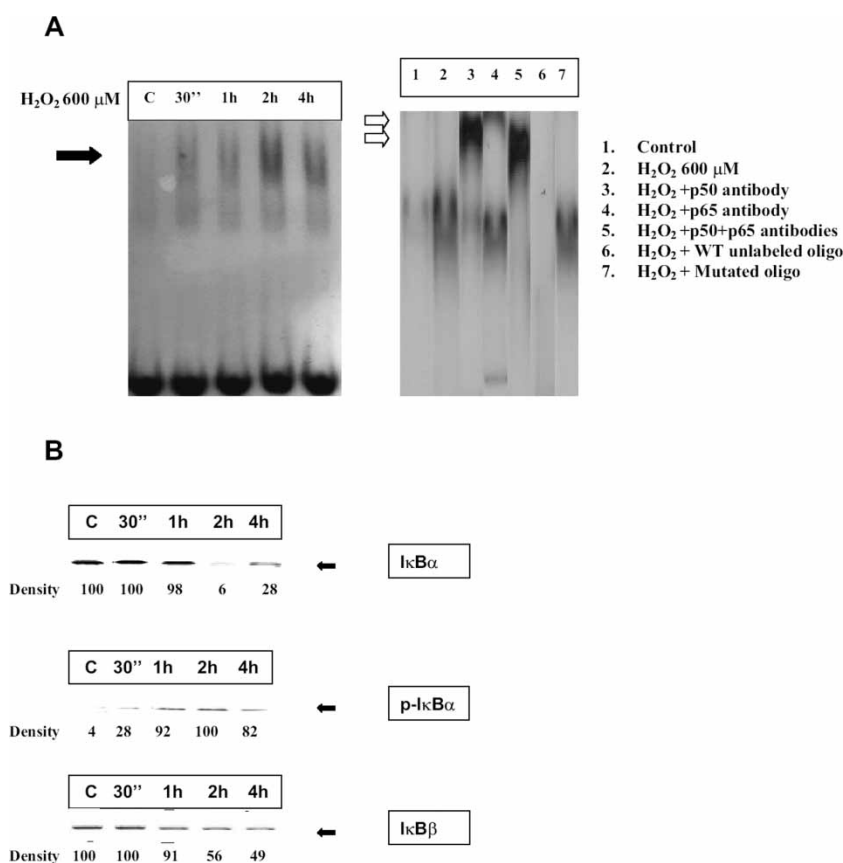 A
H₂O₂ 600 µM
C 30’’ 1h 2h 4h
1 2 3 4 5 6 7
1. Control
2. H₂O₂ 600 µM
3. H₂O₂ +p50 antibody
4. H₂O₂ +p65 antibody
5. H₂O₂ +p50+p65 antibodies
6. H₂O₂ + WT unlabeled oligo
7. H₂O₂ + Mutated oligo
B
C 30’’ 1h 2h 4h
IκBα
Density 100 100 98 6 28
C 30’’ 1h 2h 4h
p-IκBα
Density 4 28 92 100 82
C 30’’ 1h 2h 4h
IκBβ
Density 100 100 91 56 49